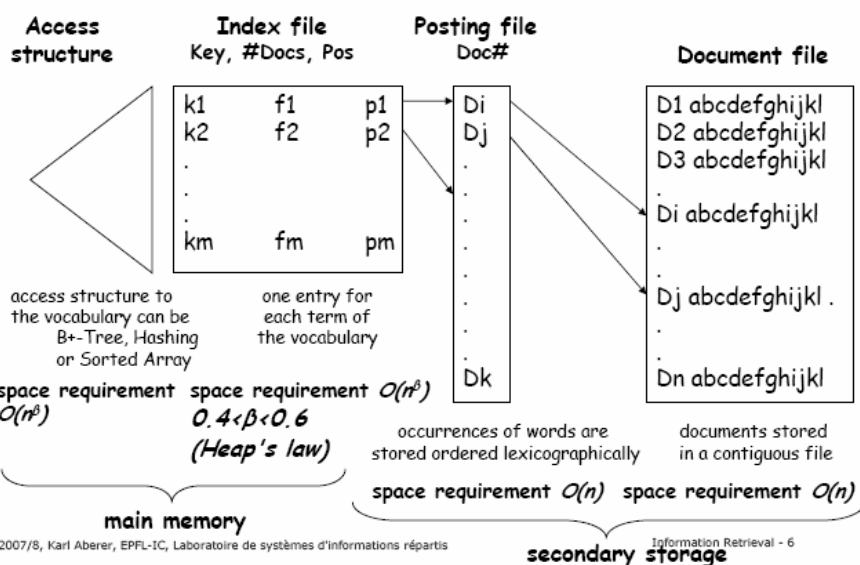 Access
structure
Index file
Key, #Docs, Pos
Posting file
Doc#
Document file
k1 f1 p1
k2 f2 p2
.
.
.
km fm pm
Di
Dj
.
.
.
.
.
.
.
Dk
D1 abcdefghijkl
D2 abcdefghijkl
D3 abcdefghijkl
.
Di abcdefghijkl
.
.
Dj abcdefghijkl .
.
.
Dn abcdefghijkl
access structure to
the vocabulary can be
B+-Tree, Hashing
or Sorted Array
one entry for
each term of
the vocabulary
space requirement
O(n^β)
space requirement O(n^β)
0.4<β<0.6
(Heap's law)
occurrences of words are
stored ordered lexicographically
documents stored
in a contiguous file
space requirement O(n)
space requirement O(n)
main memory
secondary storage
2007/8, Karl Aberer, EPFL-IC, Laboratoire de systèmes d'informations répartis
Information Retrieval - 6